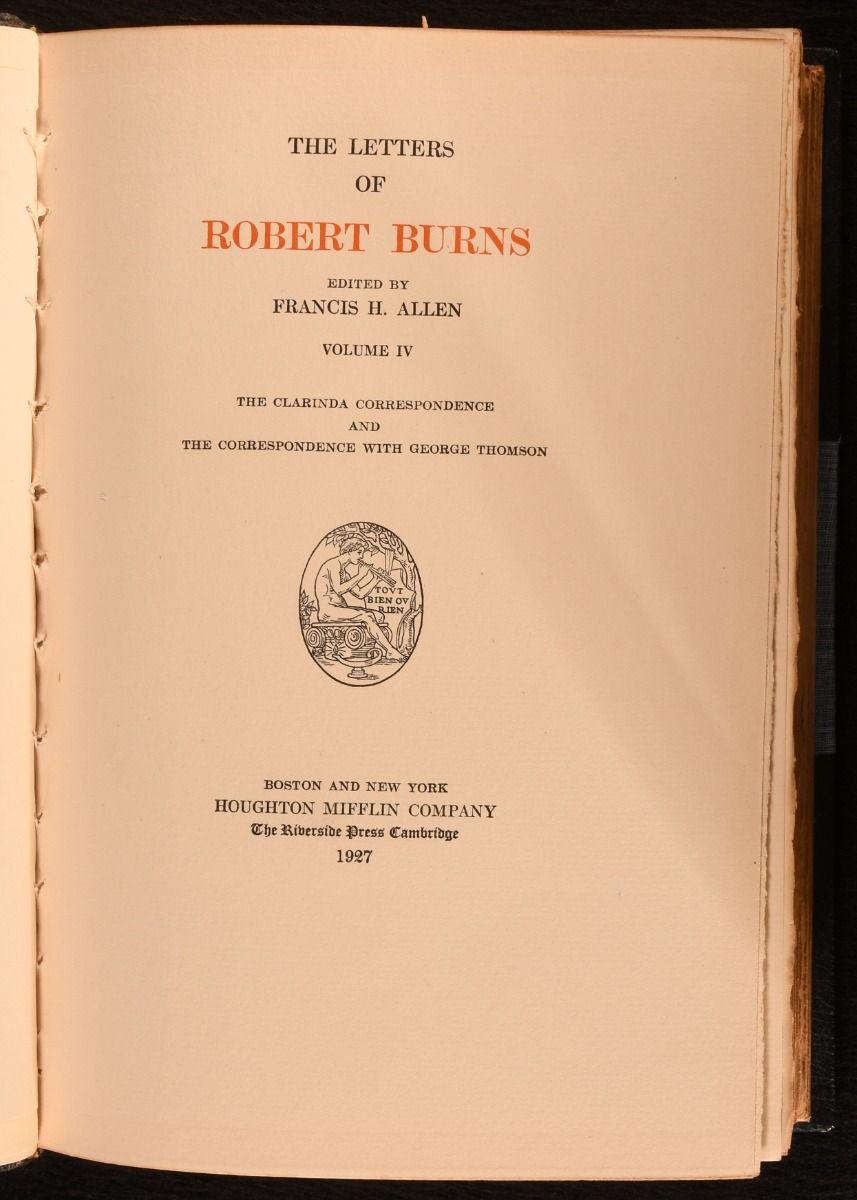 THE LETTERS
OF
ROBERT BURNS
EDITED BY
FRANCIS H. ALLEN
VOLUME IV
THE CLARINDA CORRESPONDENCE
AND
THE CORRESPONDENCE WITH GEORGE THOMSON
TOVT
BIEN OV
RIEN
BOSTON AND NEW YORK
HOUGHTON MIFFLIN COMPANY
The Riverside Press Cambridge
1927